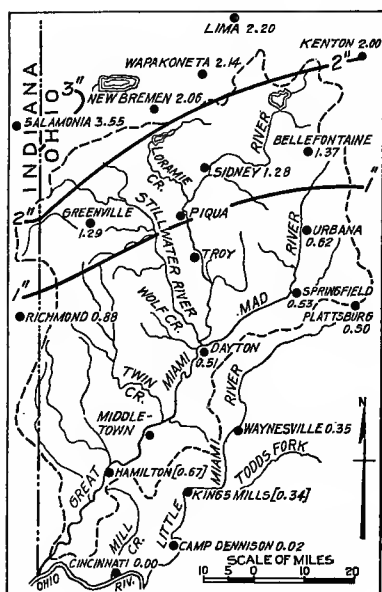 LIMA 2.20
KENTON 2.00
WAPAKONETA 2.14
2"
INDIANA
OHIO
3"
NEW BREMEN 2.06
SALAMONIA 3.55
LORAMIE CR.
RIVER
BELLEFONTAINE
1.37
SIDNEY 1.28
1"
2"
GREENVILLE
1.29
STILLWATER RIVER
PIQUA
URBANA
0.62
RIVER
TROY
1"
MAD
SPRINGFIELD
0.53
RICHMOND 0.88
WOLF CR.
PLATTSBURG
0.50
DAYTON
0.51
MIAMI
TWIN
CR.
RIVER
MIDDLE-
TOWN
WAYNESVILLE 0.35
MIAMI
TODDS FORK
GREAT
HAMILTON [0.67]
KINGS MILLS [0.34]
N
MILL
CR.
LITTLE
CAMP DENNISON 0.02
SCALE OF MILES
CINCINNATI 0.00
10 5 0 10 20
OHIO RIV.